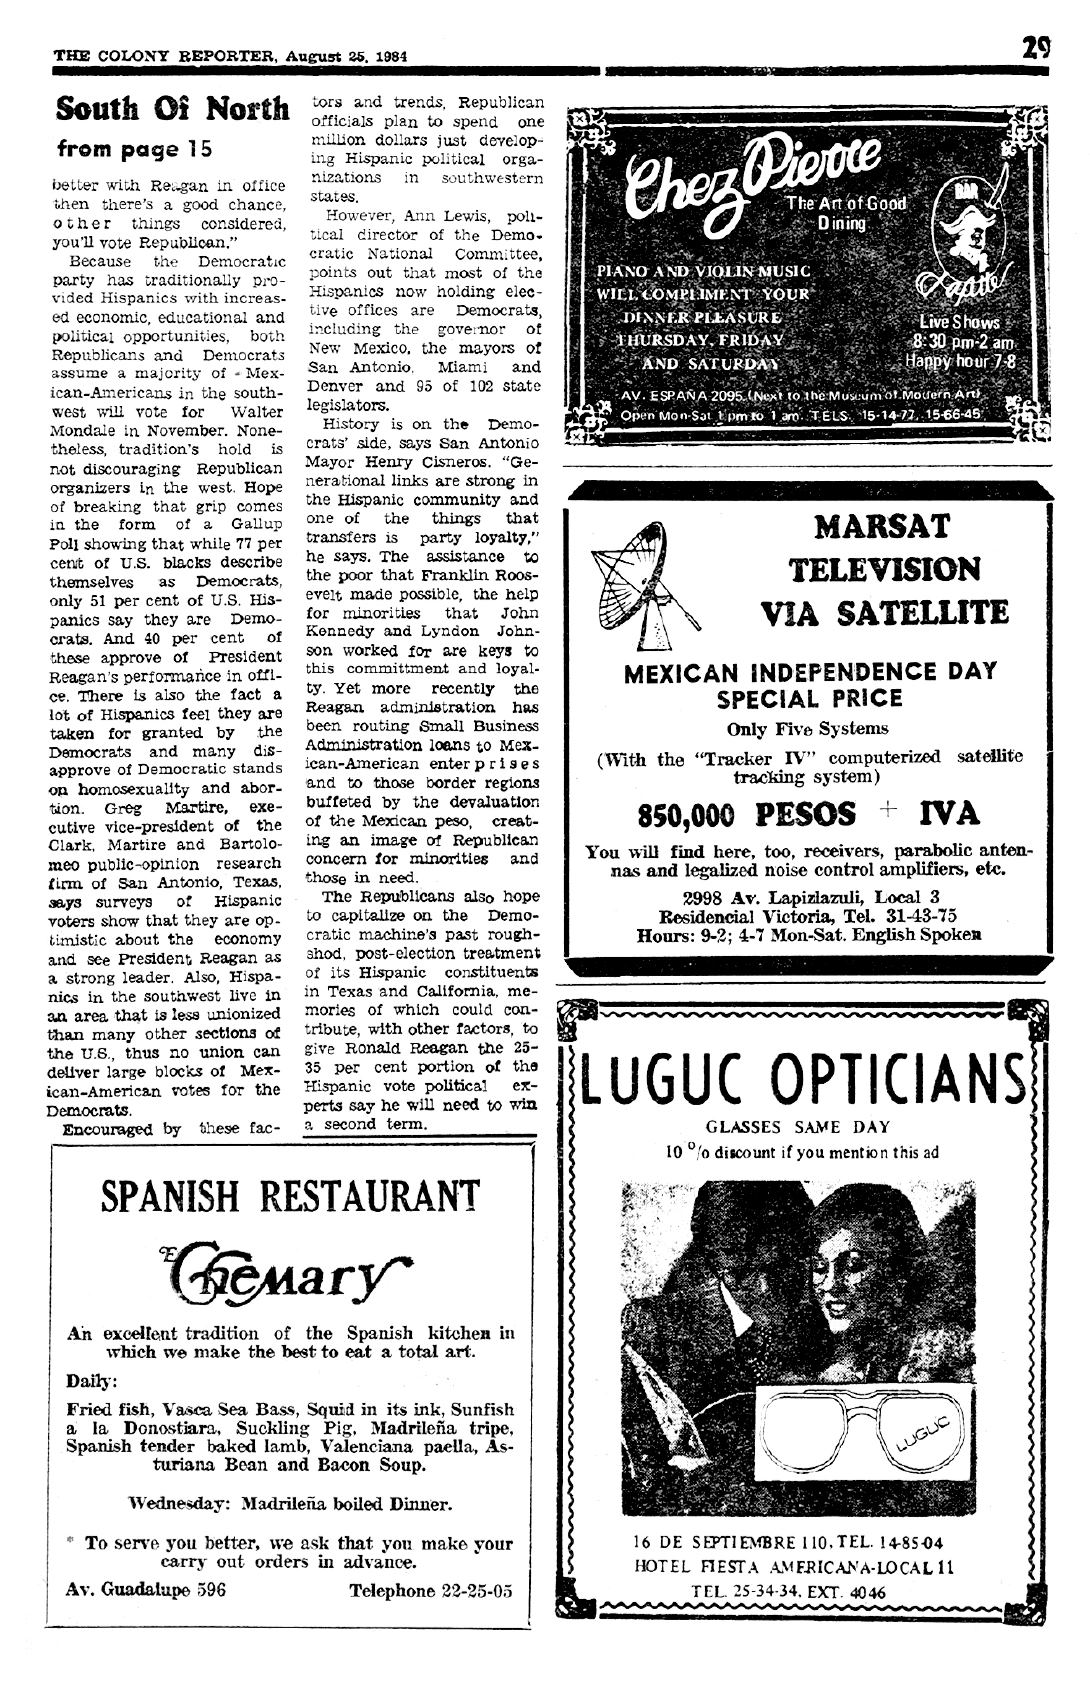 THE COLONY REPORTER, August 25, 1984
29
South Of North
from page 15
better with Reagan in office
then there's a good chance,
other things considered,
you'll vote Republican."
Because the Democratic
party has traditionally pro-
vided Hispanics with increas-
ed economic, educational and
political opportunities, both
Republicans and Democrats
assume a majority of Mex-
ican-Americans in the south-
west will vote for Walter
Mondale in November. None-
theless, tradition's hold is
not discouraging Republican
organizers in the west. Hope
of breaking that grip comes
in the form of a Gallup
Poll showing that while 77 per
cent of U.S. blacks describe
themselves as Democrats,
only 51 per cent of U.S. His-
panics say they are Demo-
crats. And 40 per cent of
these approve of President
Reagan's performance in offi-
ce. There is also the fact a
lot of Hispanics feel they are
taken for granted by the
Democrats and many dis-
approve of Democratic stands
on homosexuality and abor-
tion. Greg Martire, exe-
cutive vice-president of the
Clark, Martire and Bartolo-
meo public-opinion research
firm of San Antonio, Texas,
says surveys of Hispanic
voters show that they are op-
timistic about the economy
and see President Reagan as
a strong leader. Also, Hispa-
nics in the southwest live in
an area that is less unionized
than many other sections of
the U.S., thus no union can
deliver large blocks of Mex-
ican-American votes for the
Democrats.
Encouraged by these fac-
tors and trends, Republican
officials plan to spend one
million dollars just develop-
ing Hispanic political orga-
nizations in southwestern
states.
However, Ann Lewis, poli-
tical director of the Demo-
cratic National Committee,
points out that most of the
Hispanics now holding elec-
tive offices are Democrats,
including the governor of
New Mexico, the mayors of
San Antonio, Miami and
Denver and 95 of 102 state
legislators.
History is on the Demo-
crats' side, says San Antonio
Mayor Henry Cisneros. "Ge-
nerational links are strong in
the Hispanic community and
one of the things that
transfers is party loyalty,"
he says. The assistance to
the poor that Franklin Roos-
evelt made possible, the help
for minorities that John
Kennedy and Lyndon John-
son worked for are keys to
this committment and loyal-
ty. Yet more recently the
Reagan administration has
been routing Small Business
Administration loans to Mex-
ican-American enterprises
and to those border regions
buffeted by the devaluation
of the Mexican peso, creat-
ing an image of Republican
concern for minorities and
those in need.
The Republicans also hope
to capitalize on the Demo-
cratic machine's past rough-
shod, post-election treatment
of its Hispanic constituents
in Texas and California, me-
mories of which could con-
tribute, with other factors, to
give Ronald Reagan the 25-
35 per cent portion of the
Hispanic vote political ex-
perts say he will need to win
a second term.
SPANISH RESTAURANT
E Chemary
An excellent tradition of the Spanish kitchen in
which we make the best to eat a total art.
Daily:
Fried fish, Vasca Sea Bass, Squid in its ink, Sunfish
a la Donostiara, Suckling Pig, Madrileña tripe,
Spanish tender baked lamb, Valenciana paella, As-
turiana Bean and Bacon Soup.
Wednesday: Madrileña boiled Dinner.
* To serve you better, we ask that you make your
carry out orders in advance.
Av. Guadalupe 596 Telephone 22-25-05
Chez Pierre
The Art of Good
Dining
BAR
PIANO AND VIOLIN MUSIC
WILL COMPLIMENT YOUR
DINNER PLEASURE
THURSDAY, FRIDAY
AND SATURDAY
Live Shows
8:30 pm-2 am
Happy hour 7-8
AV. ESPAÑA 2095 (Next to the Museum of Modern Art)
Open Mon-Sat 1 pm to 1 am. TELS. 15-14-77, 15-66-45
MARSAT
TELEVISION
VIA SATELLITE
MEXICAN INDEPENDENCE DAY
SPECIAL PRICE
Only Five Systems
(With the "Tracker IV" computerized satellite
tracking system)
850,000 PESOS + IVA
You will find here, too, receivers, parabolic anten-
nas and legalized noise control amplifiers, etc.
2998 Av. Lapizlazuli, Local 3
Residencial Victoria, Tel. 31-43-75
Hours: 9-2; 4-7 Mon-Sat. English Spoken
LUGUC OPTICIANS
GLASSES SAME DAY
10 % discount if you mention this ad
LUGUC
16 DE SEPTIEMBRE 110, TEL. 14-85-04
HOTEL FIESTA AMERICANA-LOCAL 11
TEL. 25-34-34, EXT. 4046